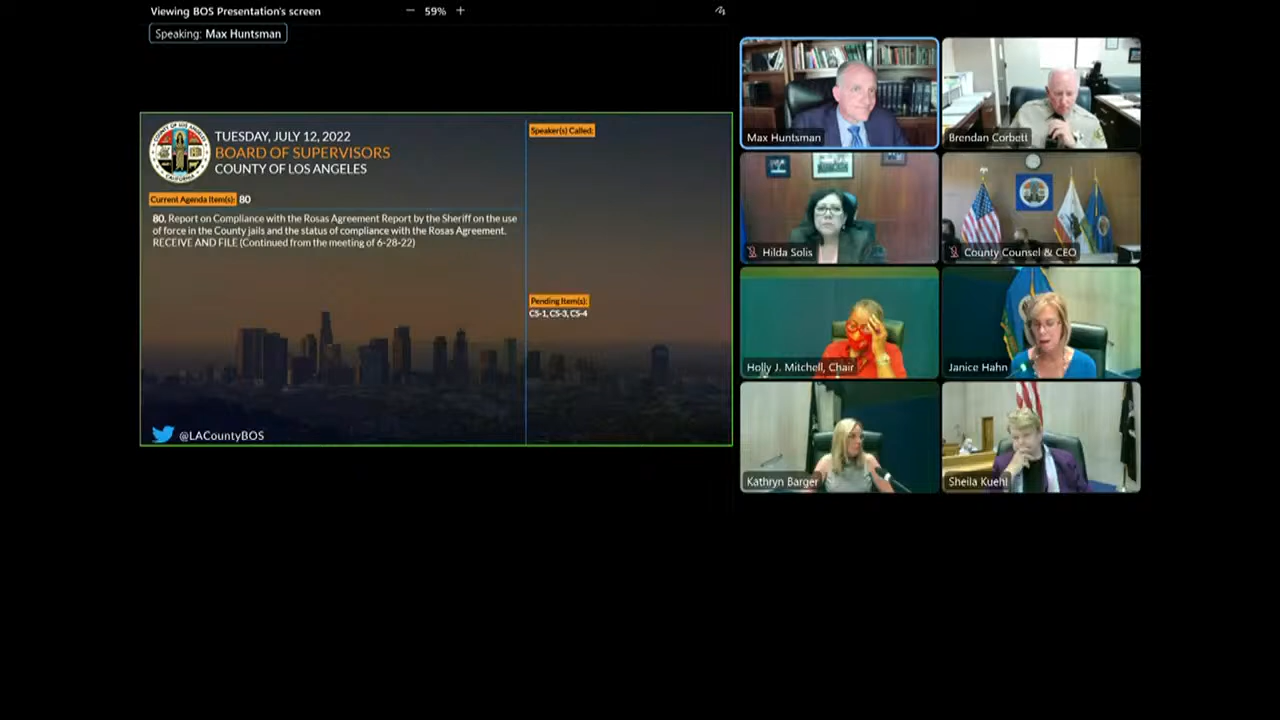 Viewing BOS Presentation's screen
59%
Speaking: Max Huntsman
TUESDAY, JULY 12, 2022
BOARD OF SUPERVISORS
COUNTY OF LOS ANGELES
Current Agenda Item(s): 80
80. Report on Compliance with the Rosas Agreement Report by the Sheriff on the use
of force in the County jails and the status of compliance with the Rosas Agreement.
RECEIVE AND FILE (Continued from the meeting of 6-28-22)
@LACountyBOS
Speaker(s) Called:
Pending Item(s):
CS-1, CS-3, CS-4
Max Huntsman
Brendan Corbett
Hilda Solis
County Counsel & CEO
Holly J. Mitchell, Chair
Janice Hahn
Kathryn Barger
Sheila Kuehl